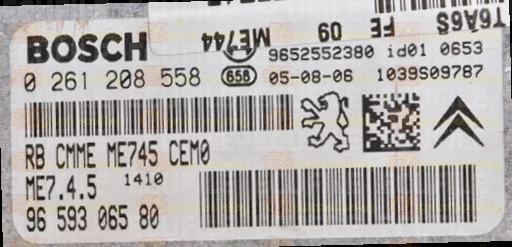 ME744 09 FE T6A6S
BOSCH 9652552380 id01 0653
0 261 208 558 658 05-08-06 1039S09787
RB CMME ME745 CEM0
ME7.4.5 1410
96 593 065 80